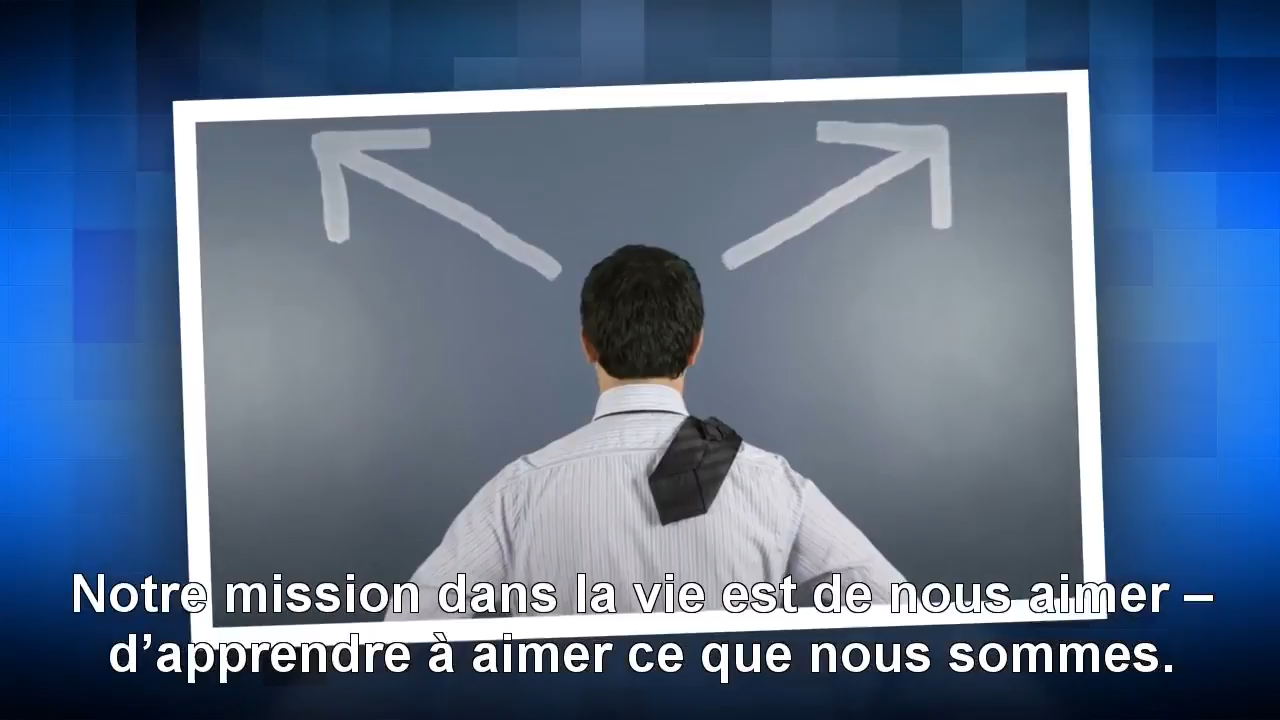 Notre mission dans la vie est de nous aimer –
d’apprendre à aimer ce que nous sommes.